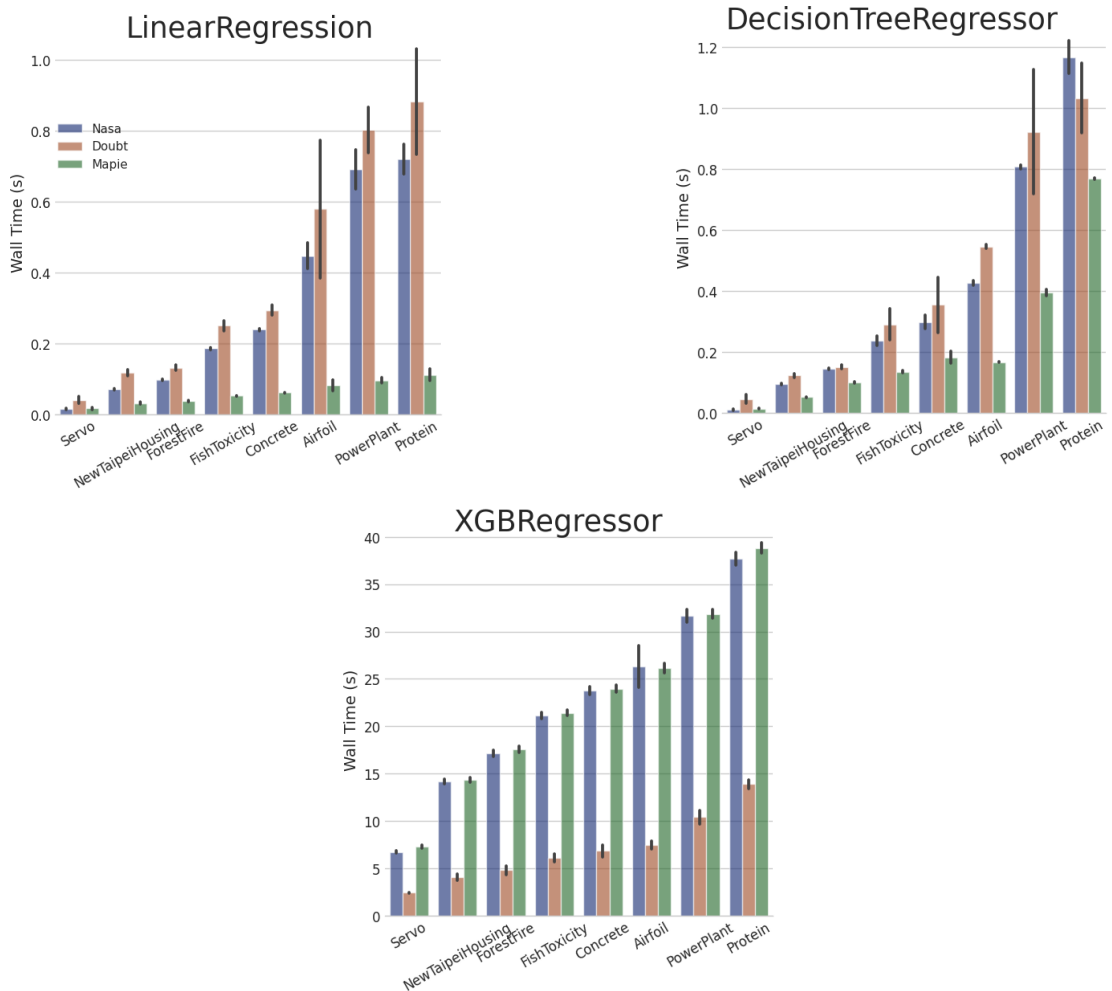 LinearRegression
1.0
0.8
0.6
0.4
0.2
0.0
Wall Time (s)
Nasa
Doubt
Mapie
Servo
NewTaipeiHousing
ForestFire
FishToxicity
Concrete
Airfoil
PowerPlant
Protein
DecisionTreeRegressor
1.2
1.0
0.8
0.6
0.4
0.2
0.0
Wall Time (s)
Servo
NewTaipeiHousing
ForestFire
FishToxicity
Concrete
Airfoil
PowerPlant
Protein
XGBRegressor
40
35
30
25
20
15
10
5
0
Wall Time (s)
Servo
NewTaipeiHousing
ForestFire
FishToxicity
Concrete
Airfoil
PowerPlant
Protein